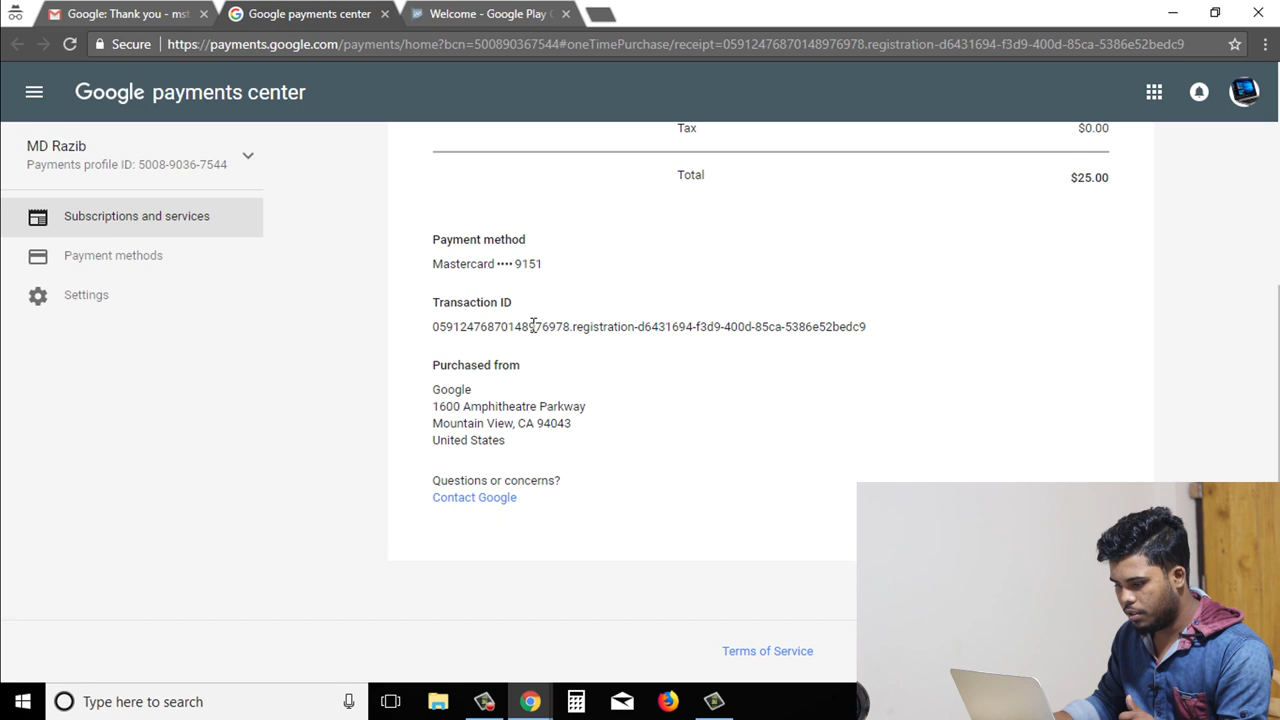 Google: Thank you - mst
Google payments center
Welcome - Google Play C
Secure
https://payments.google.com/payments/home?bcn=500890367544#oneTimePurchase/receipt=05912476870148976978.registration-d6431694-f3d9-400d-85ca-5386e52bedc9
Google payments center
MD Razib
Payments profile ID: 5008-9036-7544
Subscriptions and services
Payment methods
Settings
Tax $0.00
Total $25.00
Payment method
Mastercard •••• 9151
Transaction ID
05912476870148976978.registration-d6431694-f3d9-400d-85ca-5386e52bedc9
Purchased from
Google
1600 Amphitheatre Parkway
Mountain View, CA 94043
United States
Questions or concerns?
Contact Google
Terms of Service
Type here to search